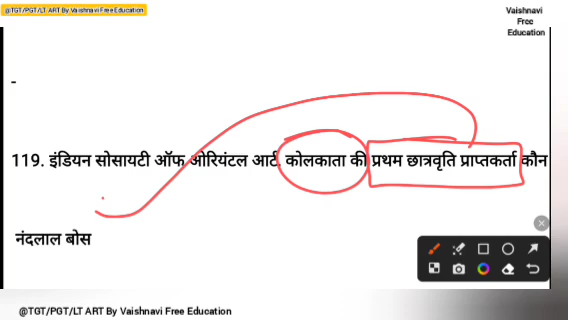 @TGT/PGT/LT ART By Vaishnavi Free Education
Vaishnavi
Free
Education
-
119. इंडियन सोसायटी ऑफ ओरियंटल आर्ट कोलकाता की प्रथम छात्रवृति प्राप्तकर्ता कौन
नंदलाल बोस
@TGT/PGT/LT ART By Vaishnavi Free Education